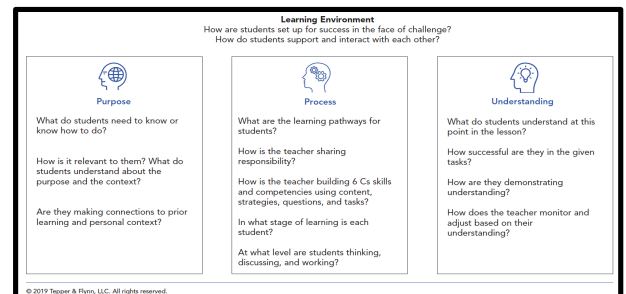 Learning Environment
How are students set up for success in the face of challenge?
How do students support and interact with each other?
Purpose
What do students need to know or
know how to do?
How is it relevant to them? What do
students understand about the
purpose and the context?
Are they making connections to prior
learning and personal context?
Process
What are the learning pathways for
students?
How is the teacher sharing
responsibility?
How is the teacher building 6 Cs skills
and competencies using content,
strategies, questions, and tasks?
In what stage of learning is each
student?
At what level are students thinking,
discussing, and working?
Understanding
What do students understand at this
point in the lesson?
How successful are they in the given
tasks?
How are they demonstrating
understanding?
How does the teacher monitor and
adjust based on their
understanding?
© 2019 Tepper & Flynn, LLC. All rights reserved.